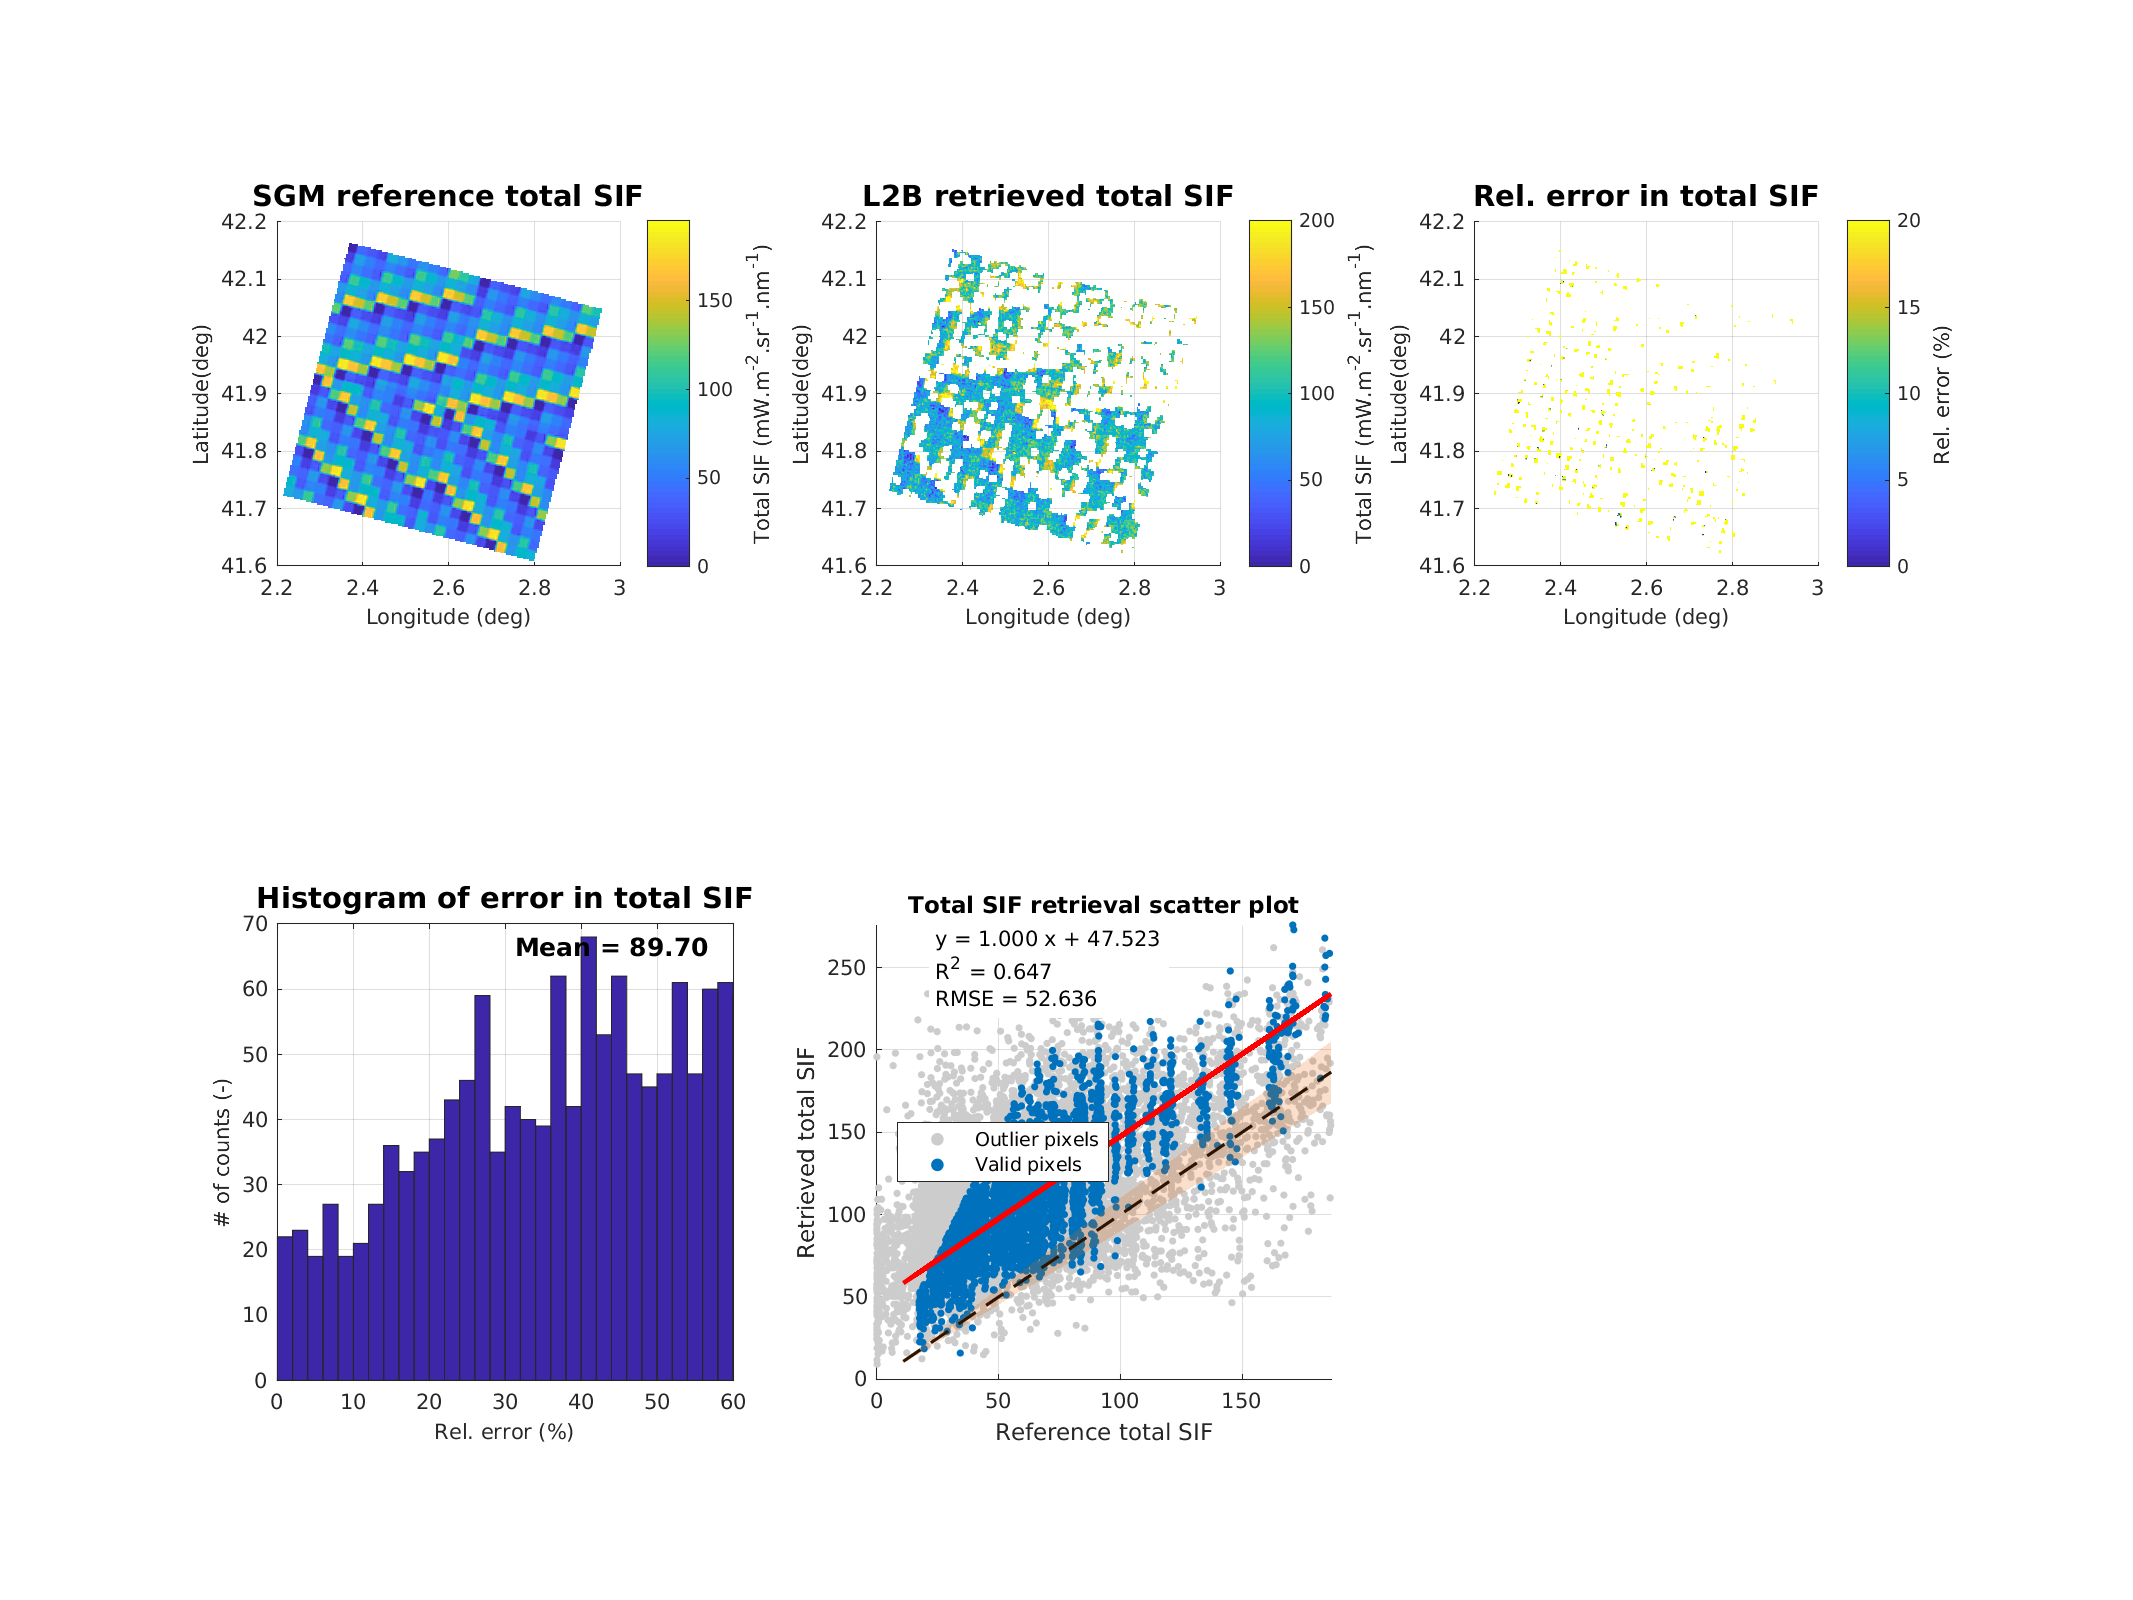 SGM reference total SIF
42.2
42.1
42
41.9
41.8
41.7
41.6
2.2 2.4 2.6 2.8 3
Longitude (deg)
Latitude(deg)
150
100
50
0
Total SIF (mW.m-2.sr-1.nm-1)
L2B retrieved total SIF
42.2
42.1
42
41.9
41.8
41.7
41.6
2.2 2.4 2.6 2.8 3
Longitude (deg)
Latitude(deg)
200
150
100
50
0
Total SIF (mW.m-2.sr-1.nm-1)
Rel. error in total SIF
42.2
42.1
42
41.9
41.8
41.7
41.6
2.2 2.4 2.6 2.8 3
Longitude (deg)
Latitude(deg)
20
15
10
5
0
Rel. error (%)
Histogram of error in total SIF
Mean = 89.70
70
60
50
40
30
20
10
0
0 10 20 30 40 50 60
Rel. error (%)
# of counts (-)
Total SIF retrieval scatter plot
y = 1.000 x + 47.523
R2 = 0.647
RMSE = 52.636
Outlier pixels
Valid pixels
250
200
150
100
50
0
0 50 100 150
Reference total SIF
Retrieved total SIF